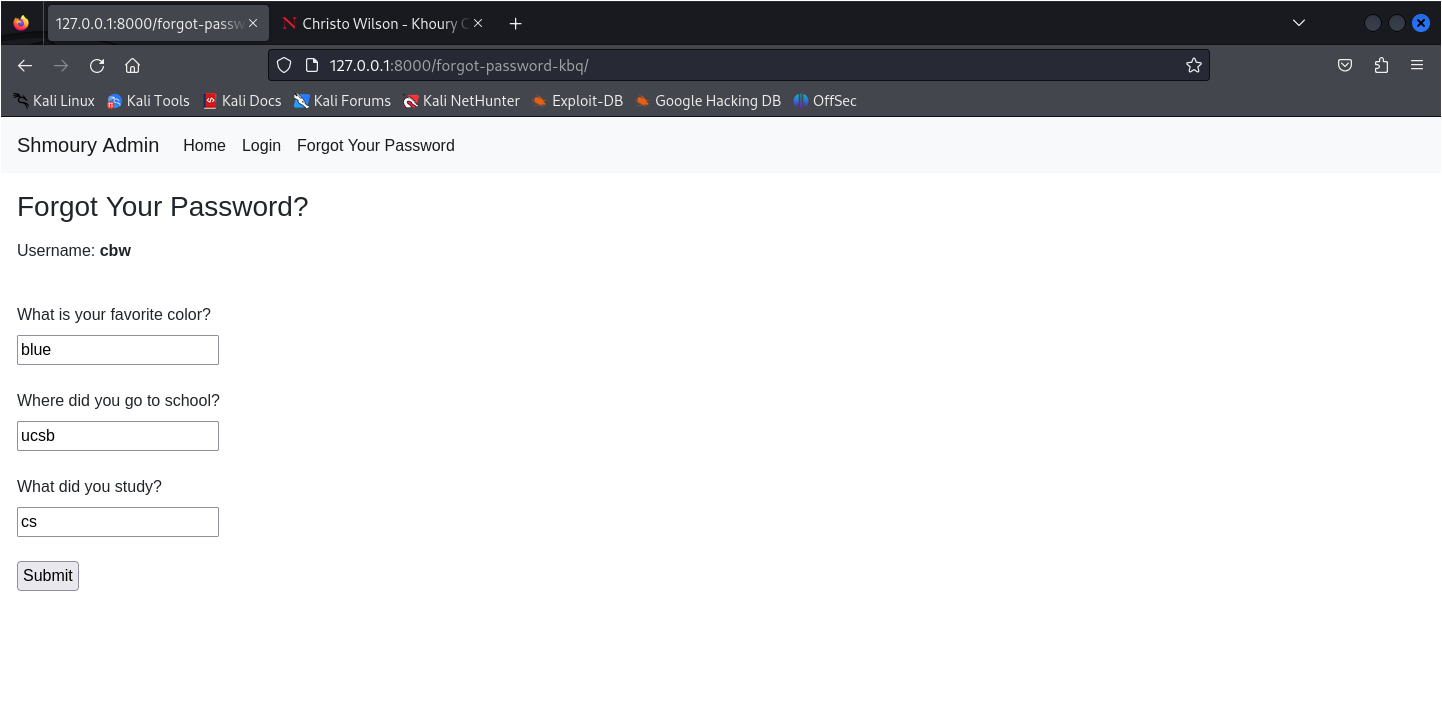 127.0.0.1:8000/forgot-passw
Christo Wilson - Khoury C
127.0.0.1:8000/forgot-password-kbq/
Kali Linux Kali Tools Kali Docs Kali Forums Kali NetHunter Exploit-DB Google Hacking DB OffSec
Shmoury Admin Home Login Forgot Your Password
Forgot Your Password?
Username: cbw
What is your favorite color?
blue
Where did you go to school?
ucsb
What did you study?
cs
Submit